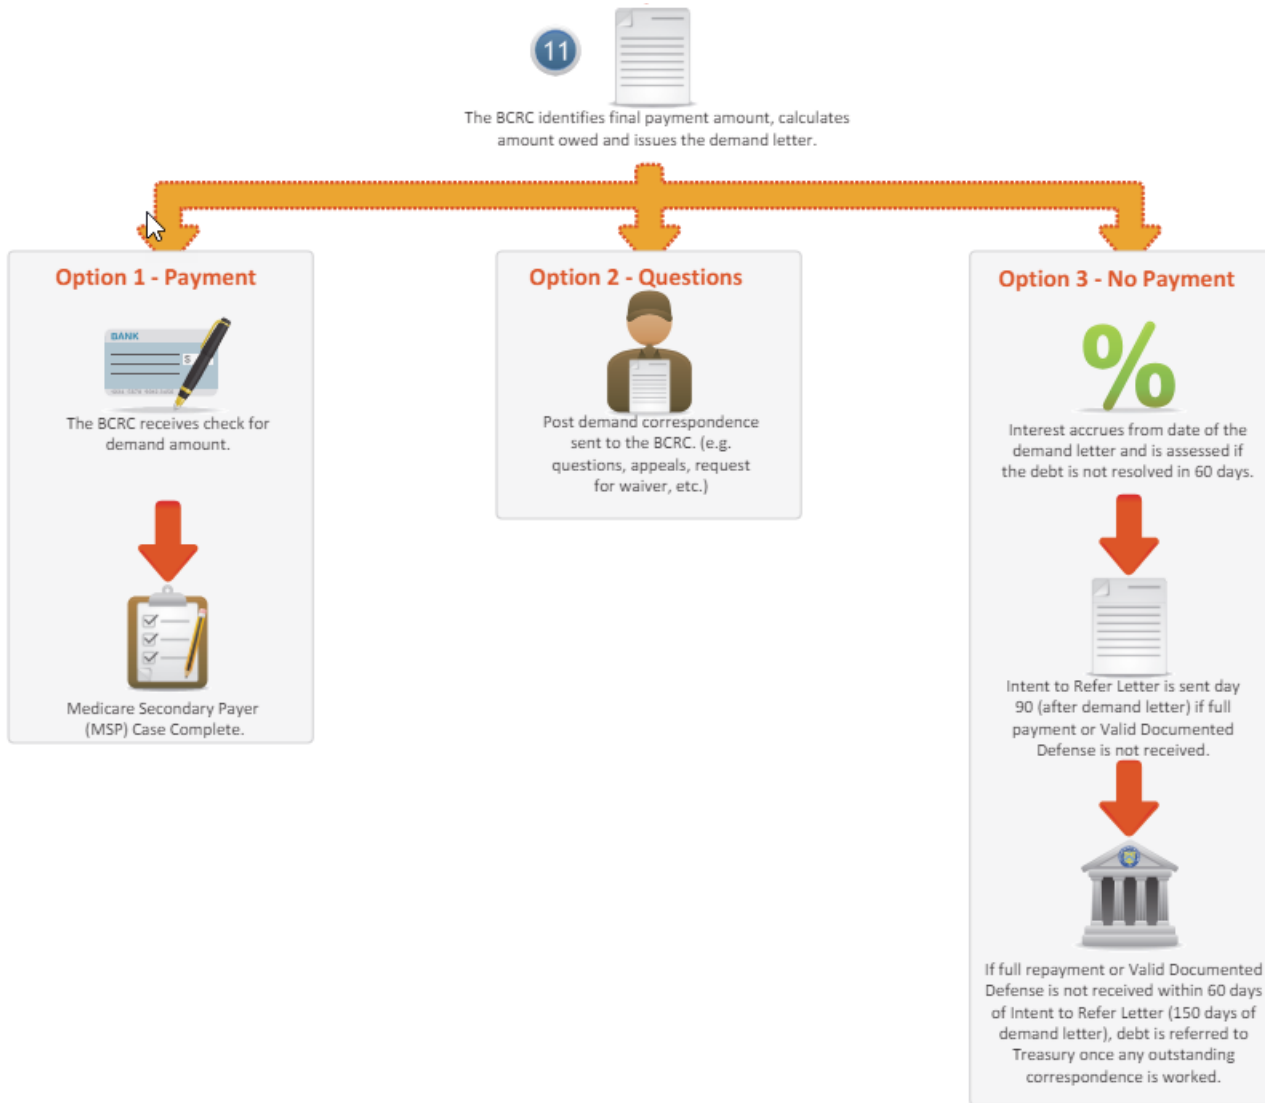 11
The BCRC identifies final payment amount, calculates
amount owed and issues the demand letter.
Option 1 - Payment
BANK
$
The BCRC receives check for
demand amount.
Medicare Secondary Payer
(MSP) Case Complete.
Option 2 - Questions
Post demand correspondence
sent to the BCRC. (e.g.
questions, appeals, request
for waiver, etc.)
Option 3 - No Payment
%
Interest accrues from date of the
demand letter and is assessed if
the debt is not resolved in 60 days.
Intent to Refer Letter is sent day
90 (after demand letter) if full
payment or Valid Documented
Defense is not received.
If full repayment or Valid Documented
Defense is not received within 60 days
of Intent to Refer Letter (150 days of
demand letter), debt is referred to
Treasury once any outstanding
correspondence is worked.